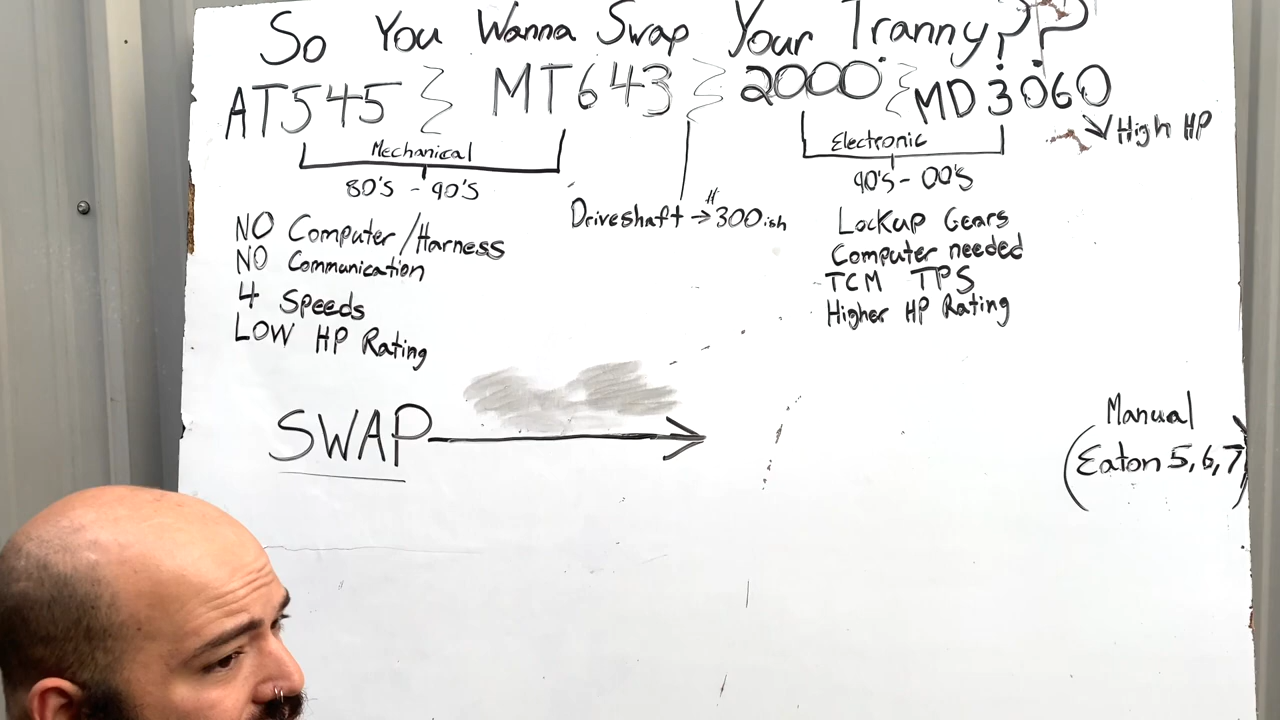 So You Wanna Swap Your Tranny??
AT545 MT643 2000 MD3060
High HP
Mechanical
80's - 90's
Electronic
90's - 00's
Driveshaft → $300ish
NO Computer/Harness
NO Communication
4 Speeds
LOW HP Rating
Lockup Gears
Computer needed
TCM TPS
Higher HP Rating
SWAP
Manual
(Eaton 5,6,7)